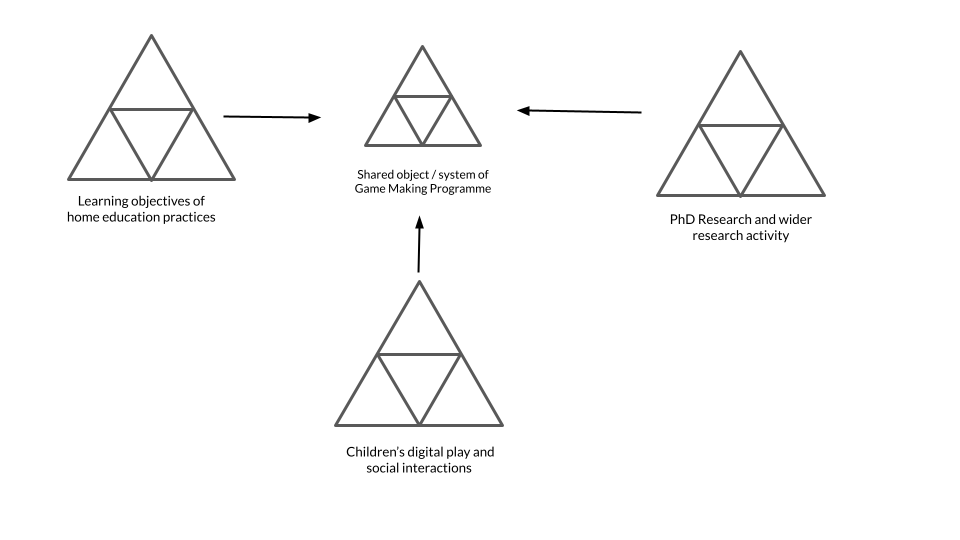 Learning objectives of
home education practices
Shared object / system of
Game Making Programme
PhD Research and wider
research activity
Children's digital play and
social interactions